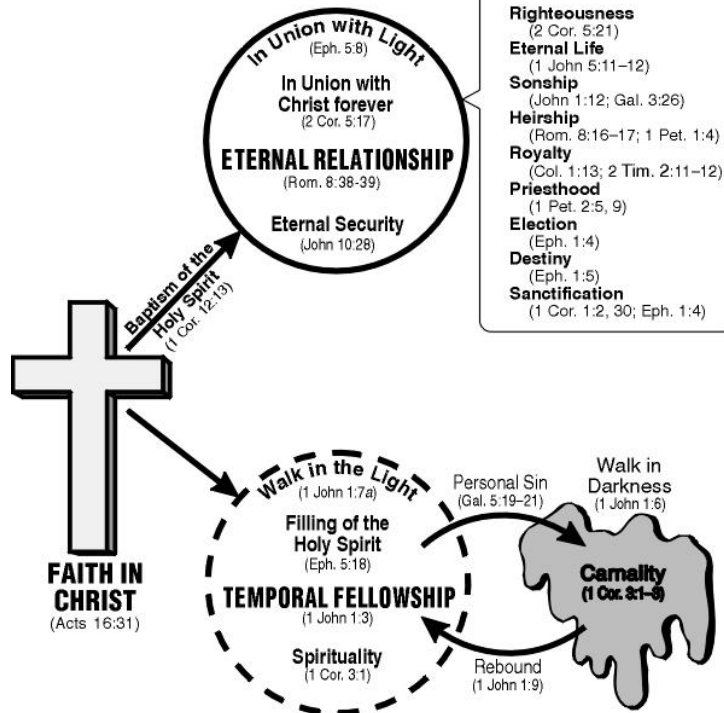 In Union with Light
(Eph. 5:8)
In Union with
Christ forever
(2 Cor. 5:17)
ETERNAL RELATIONSHIP
(Rom. 8:38-39)
Eternal Security
(John 10:28)
Righteousness
(2 Cor. 5:21)
Eternal Life
(1 John 5:11–12)
Sonship
(John 1:12; Gal. 3:26)
Heirship
(Rom. 8:16–17; 1 Pet. 1:4)
Royalty
(Col. 1:13; 2 Tim. 2:11–12)
Priesthood
(1 Pet. 2:5, 9)
Election
(Eph. 1:4)
Destiny
(Eph. 1:5)
Sanctification
(1 Cor. 1:2, 30; Eph. 1:4)
Baptism of the
Holy Spirit
(1 Cor. 12:13)
FAITH IN
CHRIST
(Acts 16:31)
Walk in the Light
(1 John 1:7a)
Filling of the
Holy Spirit
(Eph. 5:18)
TEMPORAL FELLOWSHIP
(1 John 1:3)
Spirituality
(1 Cor. 3:1)
Personal Sin
(Gal. 5:19–21)
Walk in
Darkness
(1 John 1:6)
Carnality
(1 Cor. 3:1–3)
Rebound
(1 John 1:9)